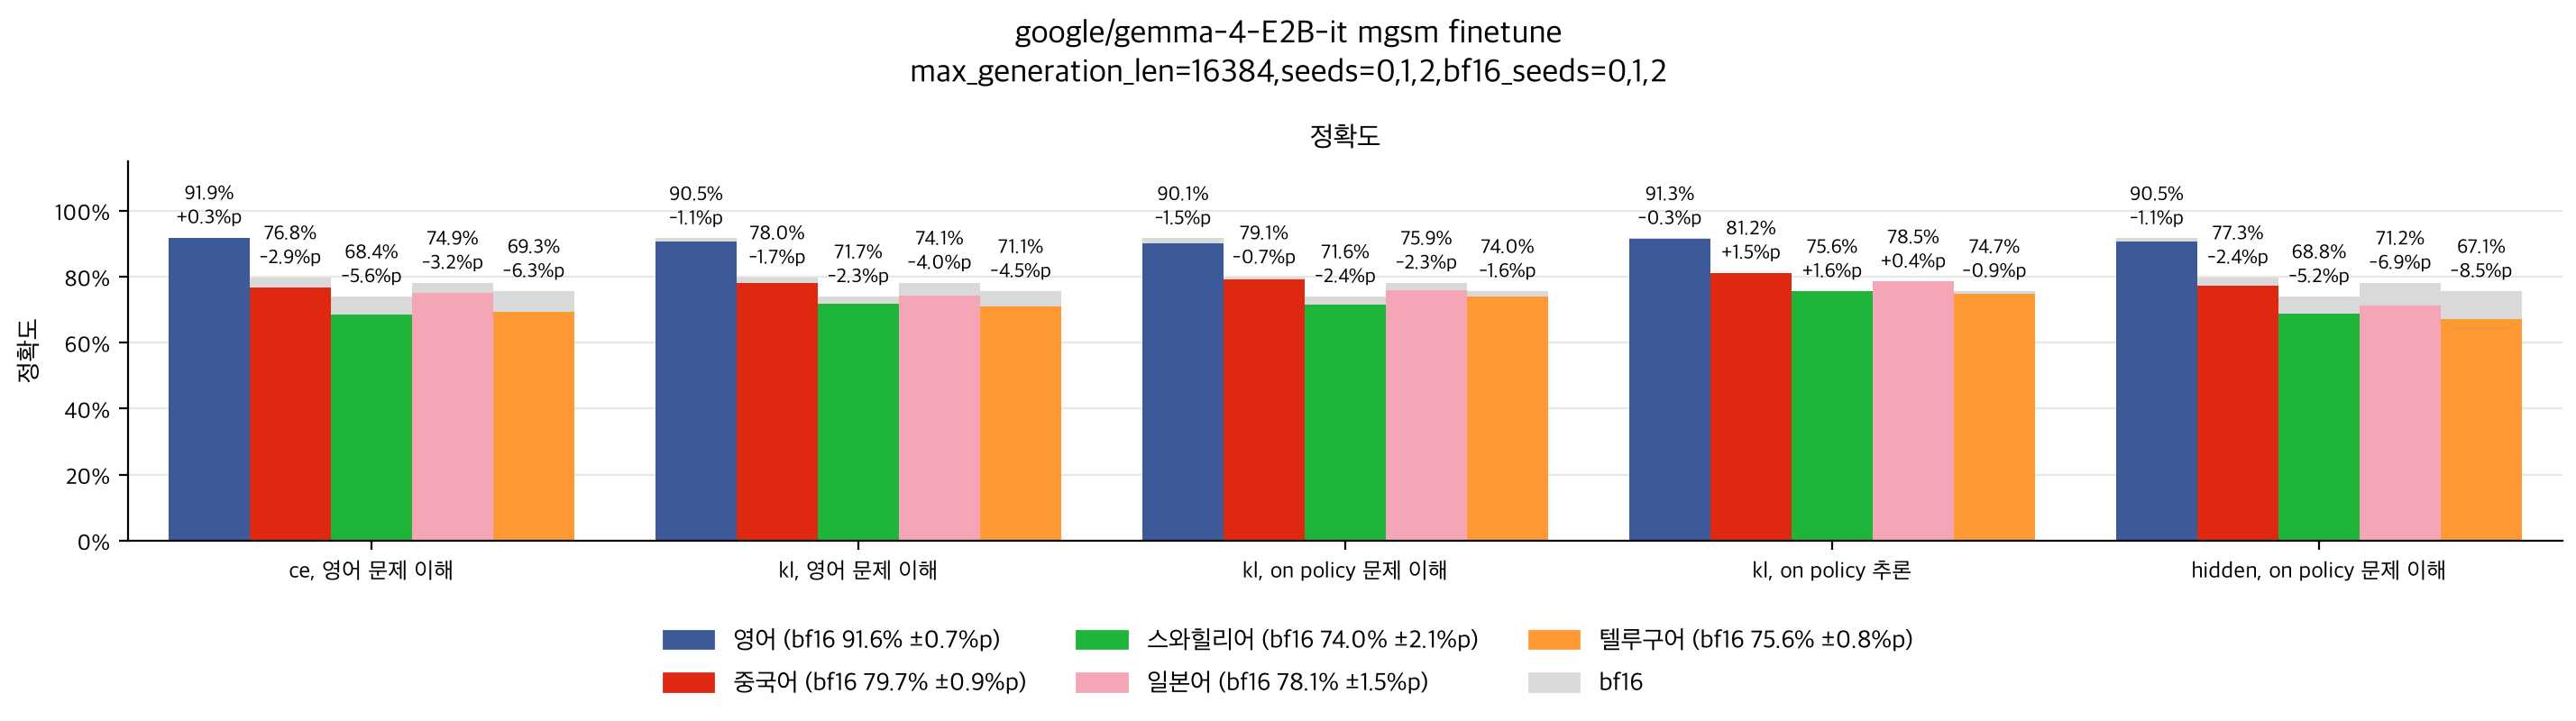 google/gemma-4-E2B-it mgsm finetune
max_generation_len=16384,seeds=0,1,2,bf16_seeds=0,1,2
정확도
정확도
100%
80%
60%
40%
20%
0%
91.9%
+0.3%p
76.8%
-2.9%p
68.4%
-5.6%p
74.9%
-3.2%p
69.3%
-6.3%p
90.5%
-1.1%p
78.0%
-1.7%p
71.7%
-2.3%p
74.1%
-4.0%p
71.1%
-4.5%p
90.1%
-1.5%p
79.1%
-0.7%p
71.6%
-2.4%p
75.9%
-2.3%p
74.0%
-1.6%p
91.3%
-0.3%p
81.2%
+1.5%p
75.6%
+1.6%p
78.5%
+0.4%p
74.7%
-0.9%p
90.5%
-1.1%p
77.3%
-2.4%p
68.8%
-5.2%p
71.2%
-6.9%p
67.1%
-8.5%p
ce, 영어 문제 이해
kl, 영어 문제 이해
kl, on policy 문제 이해
kl, on policy 추론
hidden, on policy 문제 이해
영어 (bf16 91.6% ±0.7%p)
중국어 (bf16 79.7% ±0.9%p)
스와힐리어 (bf16 74.0% ±2.1%p)
일본어 (bf16 78.1% ±1.5%p)
텔루구어 (bf16 75.6% ±0.8%p)
bf16